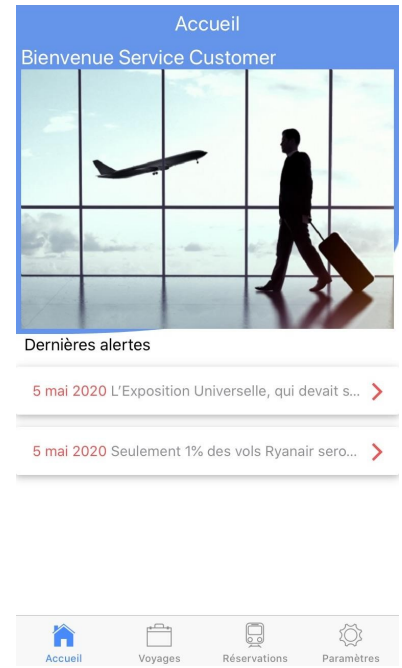 Accueil
Bienvenue Service Customer
Dernières alertes
5 mai 2020 L'Exposition Universelle, qui devait s...
5 mai 2020 Seulement 1% des vols Ryanair sero...
Accueil Voyages Réservations Paramètres